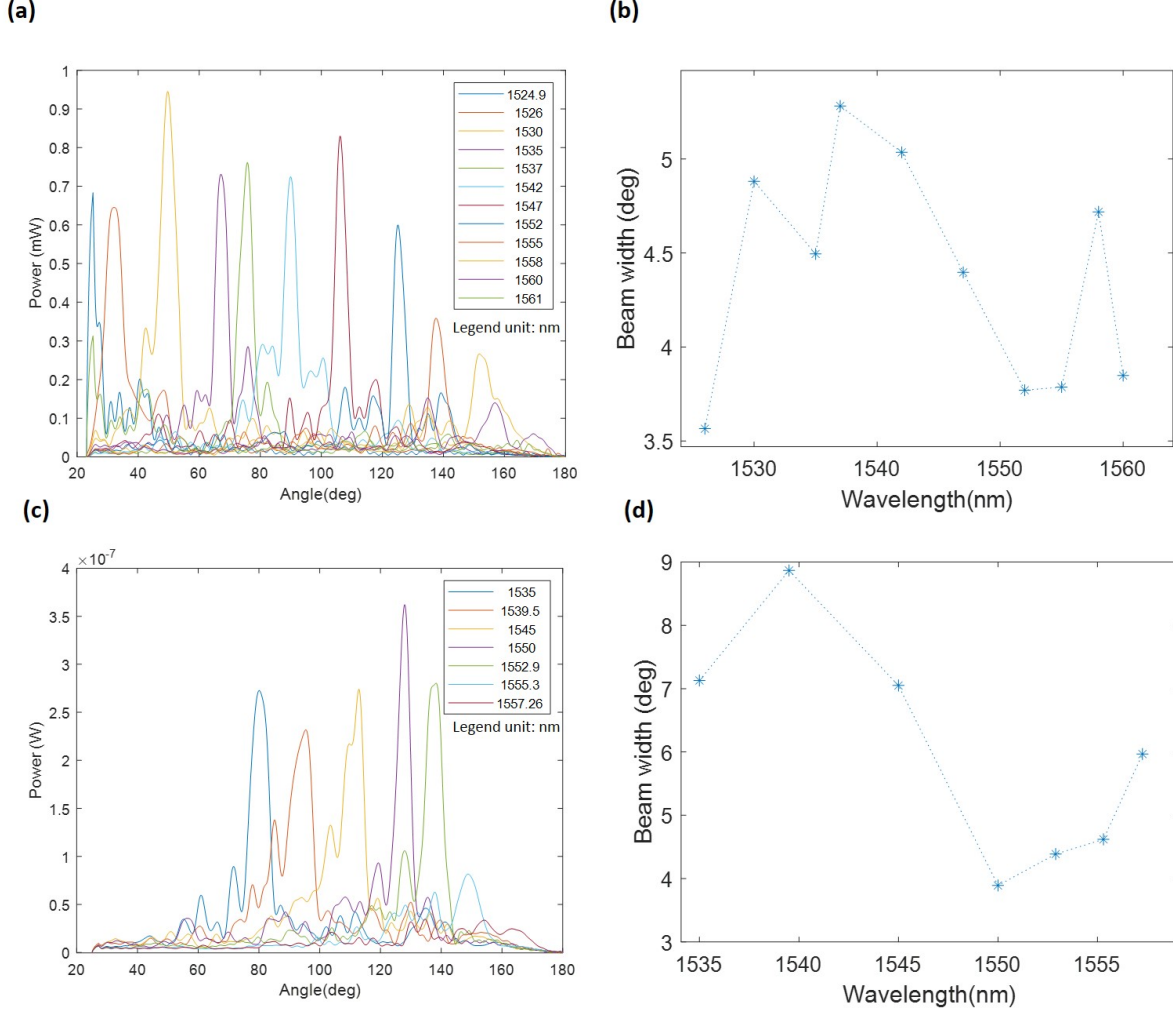 (a)
1
0.9
0.8
0.7
0.6
0.5
0.4
0.3
0.2
0.1
0
Power (mW)
20 40 60 80 100 120 140 160 180
Angle(deg)
1524.9
1526
1530
1535
1537
1542
1547
1552
1555
1558
1560
1561
Legend unit: nm
(b)
5
4.5
4
3.5
Beam width (deg)
1530 1540 1550 1560
Wavelength(nm)
(c)
×10-7
4
3.5
3
2.5
2
1.5
1
0.5
0
Power (W)
20 40 60 80 100 120 140 160 180
Angle(deg)
1535
1539.5
1545
1550
1552.9
1555.3
1557.26
Legend unit: nm
(d)
9
8
7
6
5
4
3
Beam width (deg)
1535 1540 1545 1550 1555
Wavelength(nm)